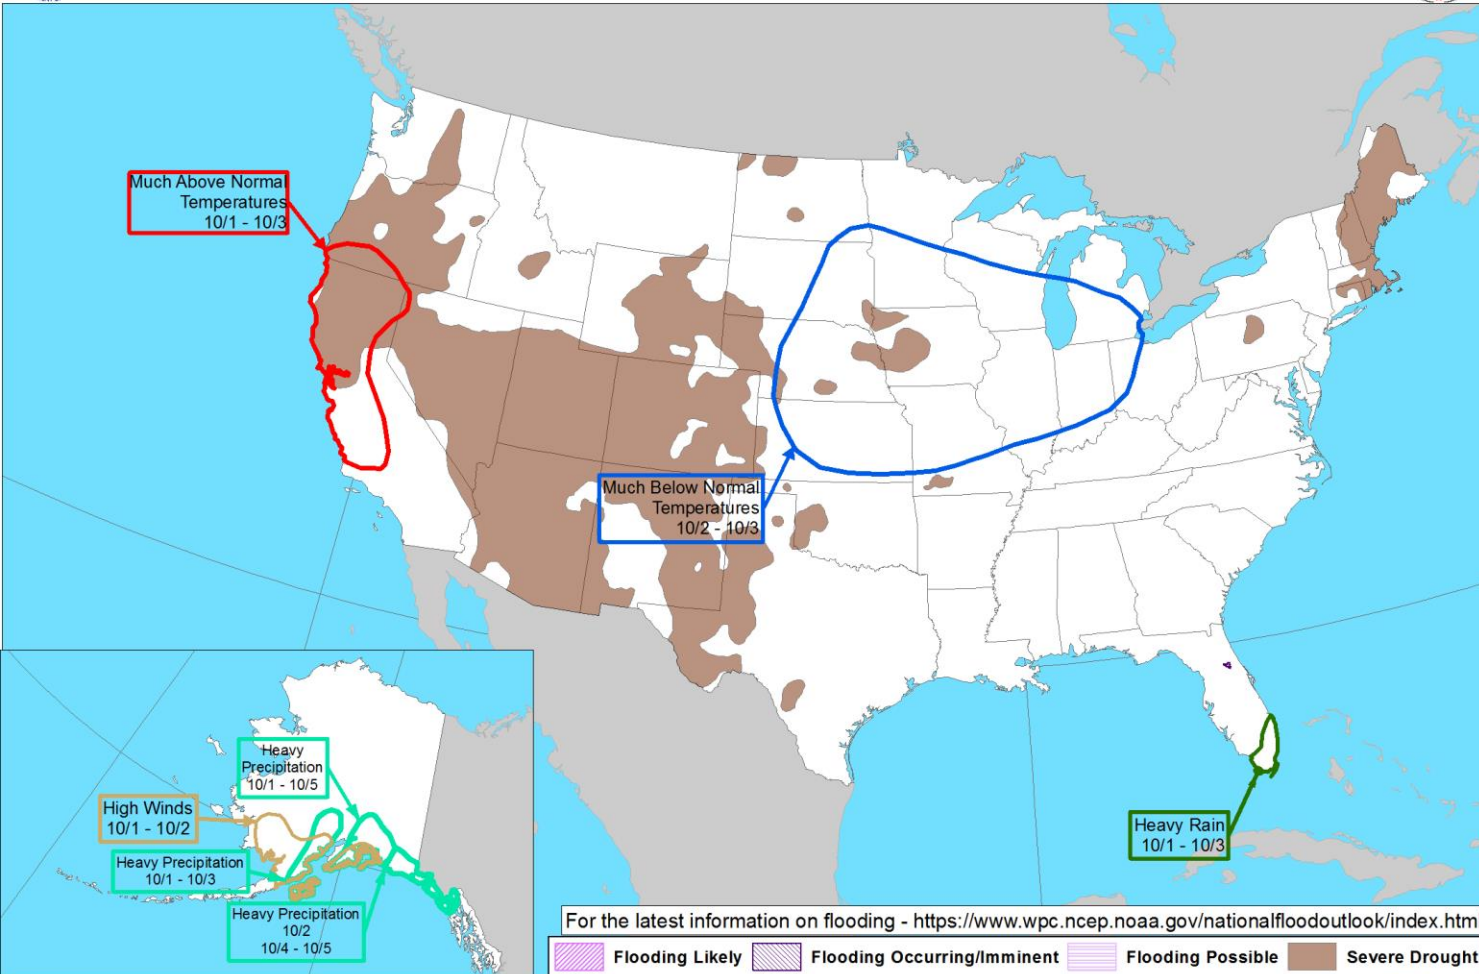 Much Above Normal
Temperatures
10/1 - 10/3
Much Below Normal
Temperatures
10/2 - 10/3
Heavy
Precipitation
10/1 - 10/5
High Winds
10/1 - 10/2
Heavy Precipitation
10/1 - 10/3
Heavy Precipitation
10/2
10/4 - 10/5
Heavy Rain
10/1 - 10/3
For the latest information on flooding - https://www.wpc.ncep.noaa.gov/nationalfloodoutlook/index.htm
Flooding Likely
Flooding Occurring/Imminent
Flooding Possible
Severe Drought